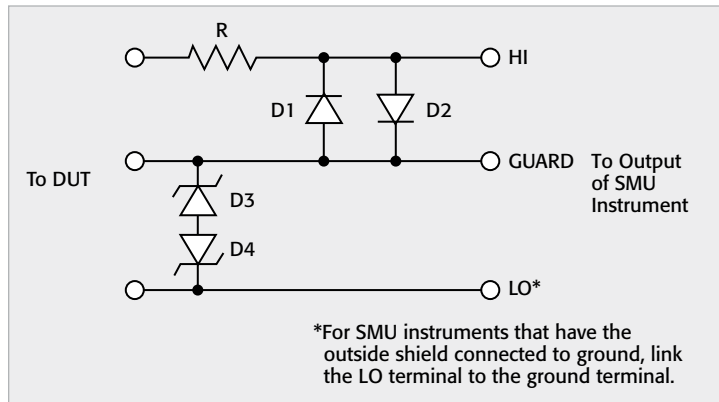 R
HI
D1
D2
To DUT
GUARD
To Output
of SMU
Instrument
D3
D4
LO*
*For SMU instruments that have the
outside shield connected to ground, link
the LO terminal to the ground terminal.